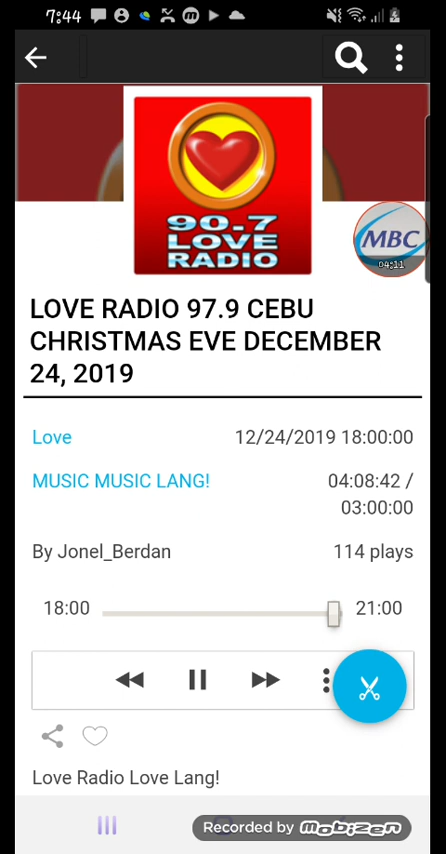 7:44
90.7
LOVE
RADIO
MBC
04:11
LOVE RADIO 97.9 CEBU
CHRISTMAS EVE DECEMBER
24, 2019
Love 12/24/2019 18:00:00
MUSIC MUSIC LANG! 04:08:42 /
03:00:00
By Jonel_Berdan 114 plays
18:00 21:00
Love Radio Love Lang!
Recorded by mobizen